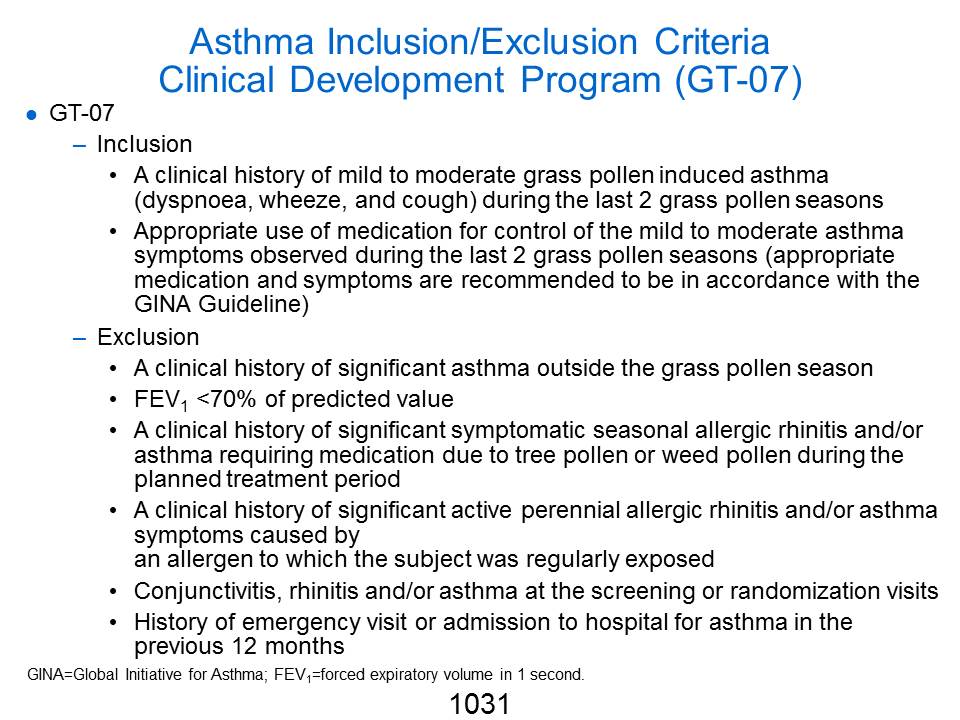 Asthma Inclusion/Exclusion Criteria
Clinical Development Program (GT-07)
● GT-07
– Inclusion
• A clinical history of mild to moderate grass pollen induced asthma
(dyspnoea, wheeze, and cough) during the last 2 grass pollen seasons
• Appropriate use of medication for control of the mild to moderate asthma
symptoms observed during the last 2 grass pollen seasons (appropriate
medication and symptoms are recommended to be in accordance with the
GINA Guideline)
– Exclusion
• A clinical history of significant asthma outside the grass pollen season
• FEV₁ <70% of predicted value
• A clinical history of significant symptomatic seasonal allergic rhinitis and/or
asthma requiring medication due to tree pollen or weed pollen during the
planned treatment period
• A clinical history of significant active perennial allergic rhinitis and/or asthma
symptoms caused by
an allergen to which the subject was regularly exposed
• Conjunctivitis, rhinitis and/or asthma at the screening or randomization visits
• History of emergency visit or admission to hospital for asthma in the
previous 12 months
GINA=Global Initiative for Asthma; FEV₁=forced expiratory volume in 1 second.
1031